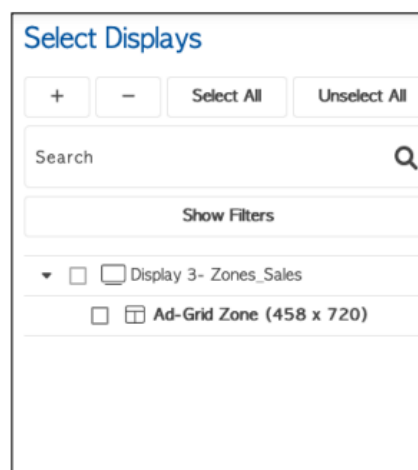 Select Displays
+ − Select All Unselect All
Search
Show Filters
Display 3- Zones_Sales
Ad-Grid Zone (458 x 720)